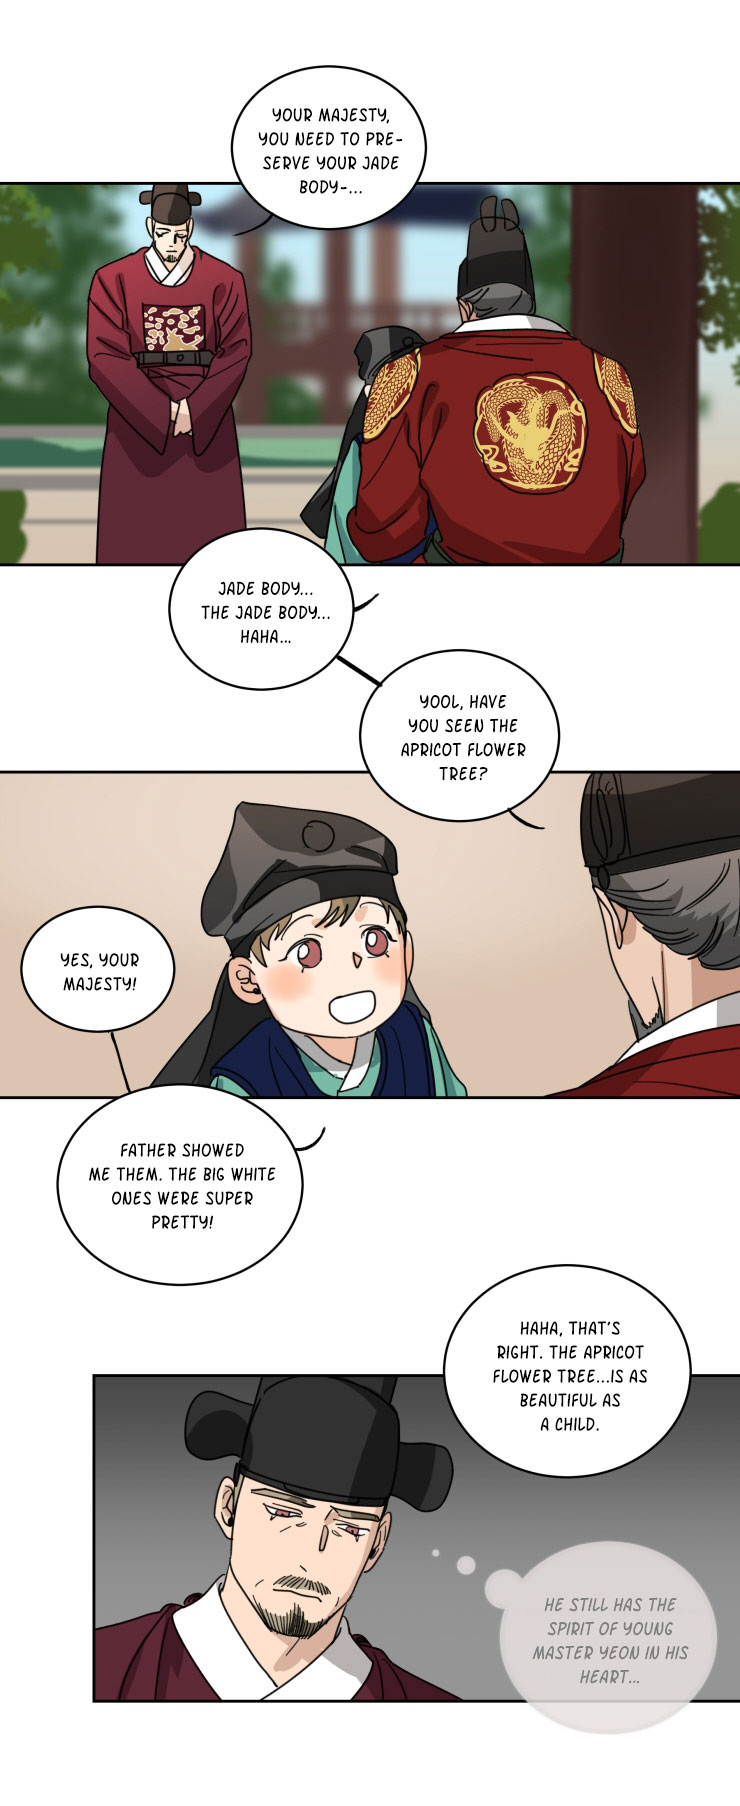 YOUR MAJESTY,
YOU NEED TO PRE-
SERVE YOUR JADE
BODY-...
JADE BODY...
THE JADE BODY...
HAHA...
YOOL, HAVE
YOU SEEN THE
APRICOT FLOWER
TREE?
YES, YOUR
MAJESTY!
FATHER SHOWED
ME THEM. THE BIG WHITE
ONES WERE SUPER
PRETTY!
HAHA, THAT'S
RIGHT. THE APRICOT
FLOWER TREE...IS AS
BEAUTIFUL AS
A CHILD.
HE STILL HAS THE
SPIRIT OF YOUNG
MASTER YEON IN HIS
HEART...